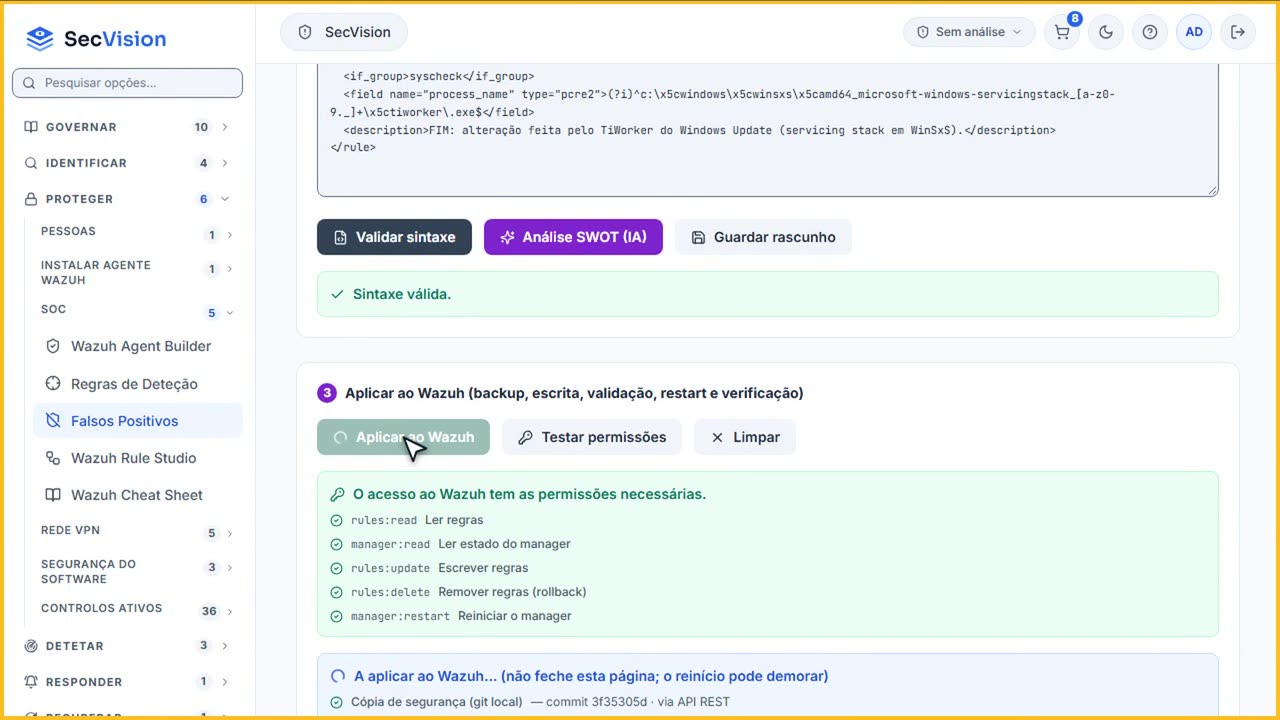 SecVision
SecVision
Sem análise
8
AD
Pesquisar opções...
GOVERNAR 10
IDENTIFICAR 4
PROTEGER 6
PESSOAS 1
INSTALAR AGENTE
WAZUH 1
SOC 5
Wazuh Agent Builder
Regras de Deteção
Falsos Positivos
Wazuh Rule Studio
Wazuh Cheat Sheet
REDE VPN 5
SEGURANÇA DO
SOFTWARE 3
CONTROLOS ATIVOS 36
DETETAR 3
RESPONDER 1
<if_group>syscheck</if_group>
<field name="process_name" type="pcre2">(?i)^c:\x5cwindows\x5cwinsxs\x5camd64_microsoft-windows-servicingstack_[a-z0-
9._]+\x5ctiworker\.exe$</field>
<description>FIM: alteração feita pelo TiWorker do Windows Update (servicing stack em WinSxS).</description>
</rule>
Validar sintaxe
Análise SWOT (IA)
Guardar rascunho
Sintaxe válida.
3 Aplicar ao Wazuh (backup, escrita, validação, restart e verificação)
Aplicar ao Wazuh
Testar permissões
Limpar
O acesso ao Wazuh tem as permissões necessárias.
rules:read Ler regras
manager:read Ler estado do manager
rules:update Escrever regras
rules:delete Remover regras (rollback)
manager:restart Reiniciar o manager
A aplicar ao Wazuh... (não feche esta página; o reinício pode demorar)
Cópia de segurança (git local) — commit 3f35305d · via API REST